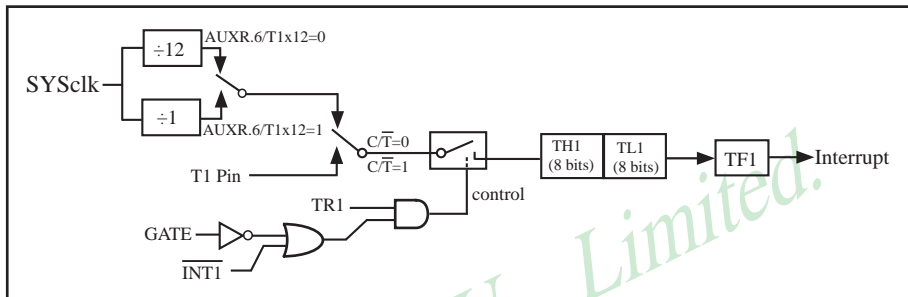 ÷12
AUXR.6/T1x12=0
SYSclk
÷1
AUXR.6/T1x12=1
C/T̅=0
C/T̅=1
T1 Pin
TH1
(8 bits)
TL1
(8 bits)
TF1
Interrupt
control
TR1
GATE
I̅N̅T̅1̅
Limited.